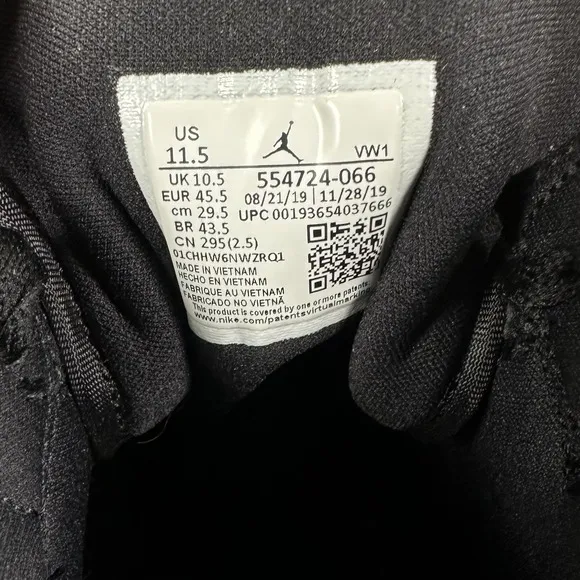 US
11.5 VW1
UK 10.5 554724-066
EUR 45.5 08/21/19 11/28/19
cm 29.5 UPC 00193654037666
BR 43.5
CN 295(2.5)
01CHHW6NWZRQ1
MADE IN VIETNAM
HECHO EN VIETNAM
FABRIQUE AU VIETNAM
FABRICADO NO VIETNÃ
This product is covered by one or more patents
www.nike.com/patentsvirtualmarking